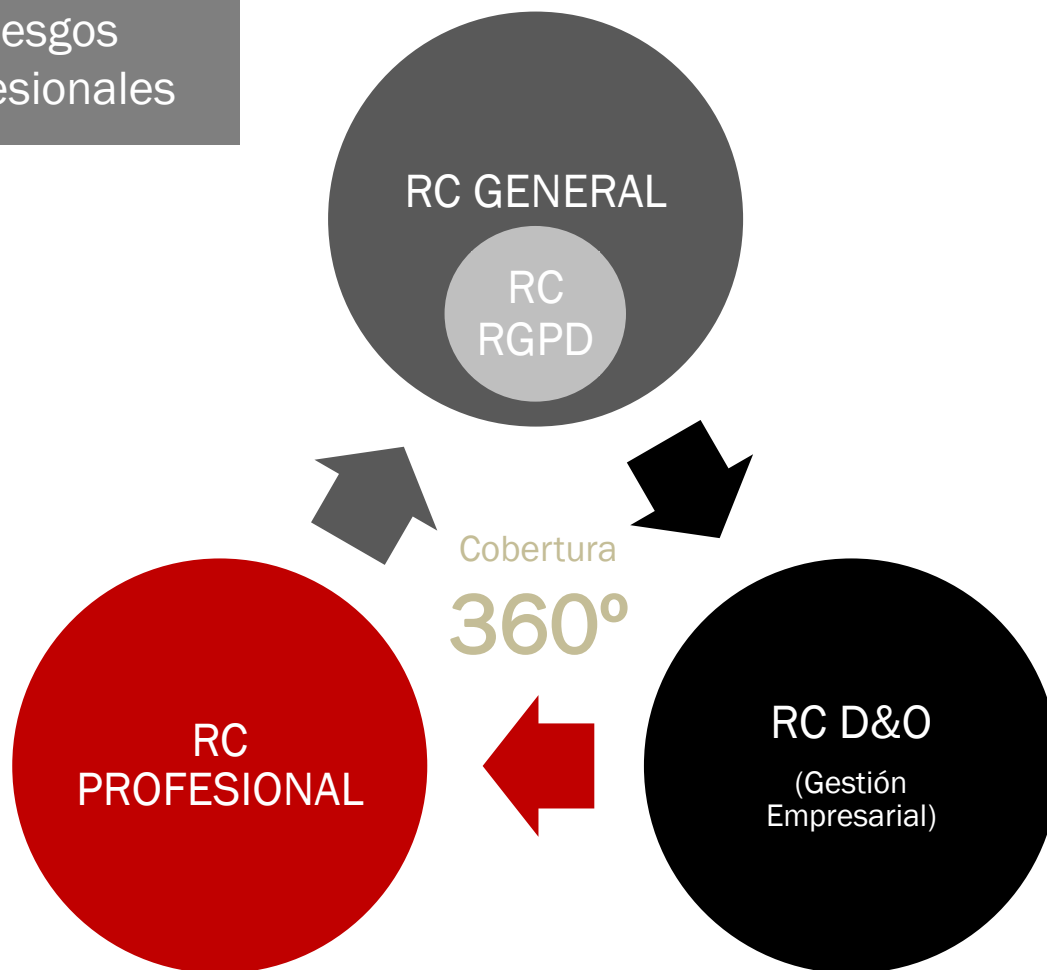 esgos
esionales
RC GENERAL
RC
RGPD
Cobertura
360º
RC
PROFESIONAL
RC D&O
(Gestión
Empresarial)